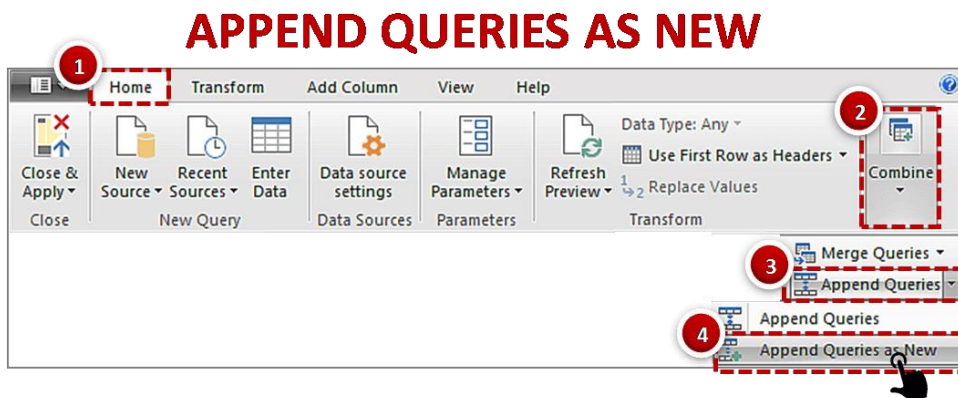 APPEND QUERIES AS NEW
1
Home Transform Add Column View Help
2
Close & Apply
New Source
Recent Sources
Enter Data
Data source settings
Manage Parameters
Refresh Preview
Data Type: Any
Use First Row as Headers
1 2 Replace Values
Combine
Close New Query Data Sources Parameters Transform
3
Merge Queries
Append Queries
4
Append Queries
Append Queries as New